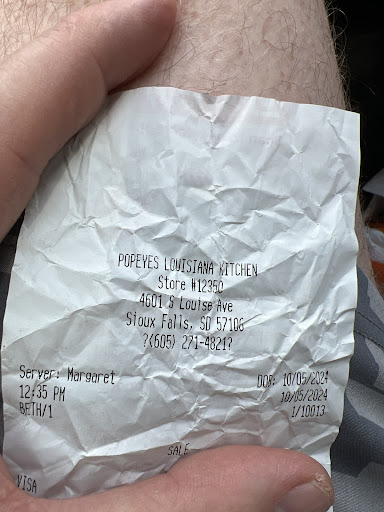 POPEYES LOUISIANA KITCHEN
Store #12350
4601 S Louise Ave
Sioux Falls, SD 57106
?(605) 271-4821?
Server: Margaret DOB: 10/05/2024
12:35 PM 10/05/2024
BETH/1 1/10013
SALE
VISA